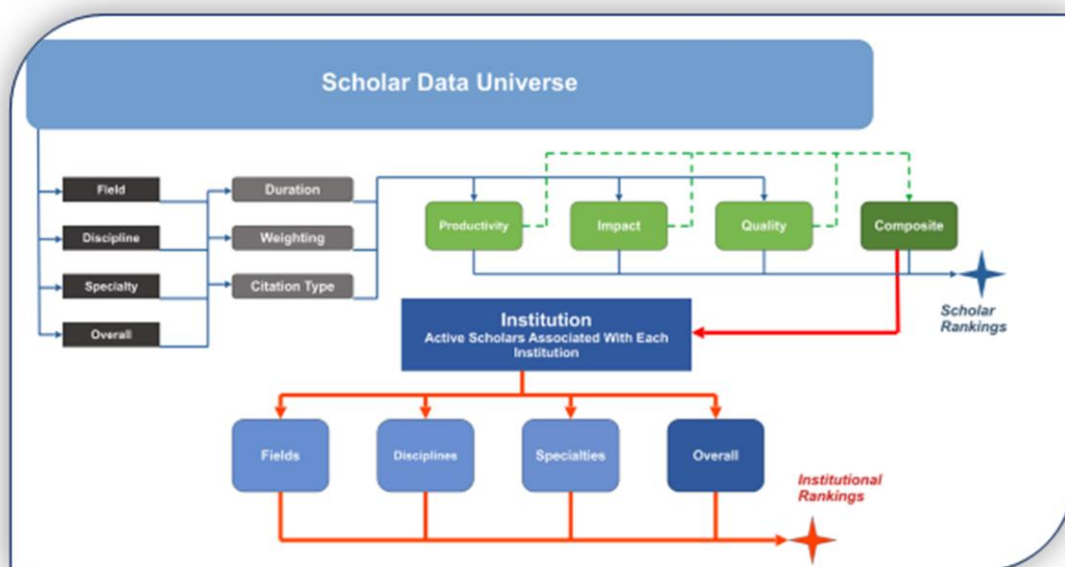 Scholar Data Universe
Field
Duration
Discipline
Weighting
Productivity
Impact
Quality
Composite
Specialty
Citation Type
Overall
Scholar
Rankings
Institution
Active Scholars Associated With Each
Institution
Fields
Disciplines
Specialties
Overall
Institutional
Rankings